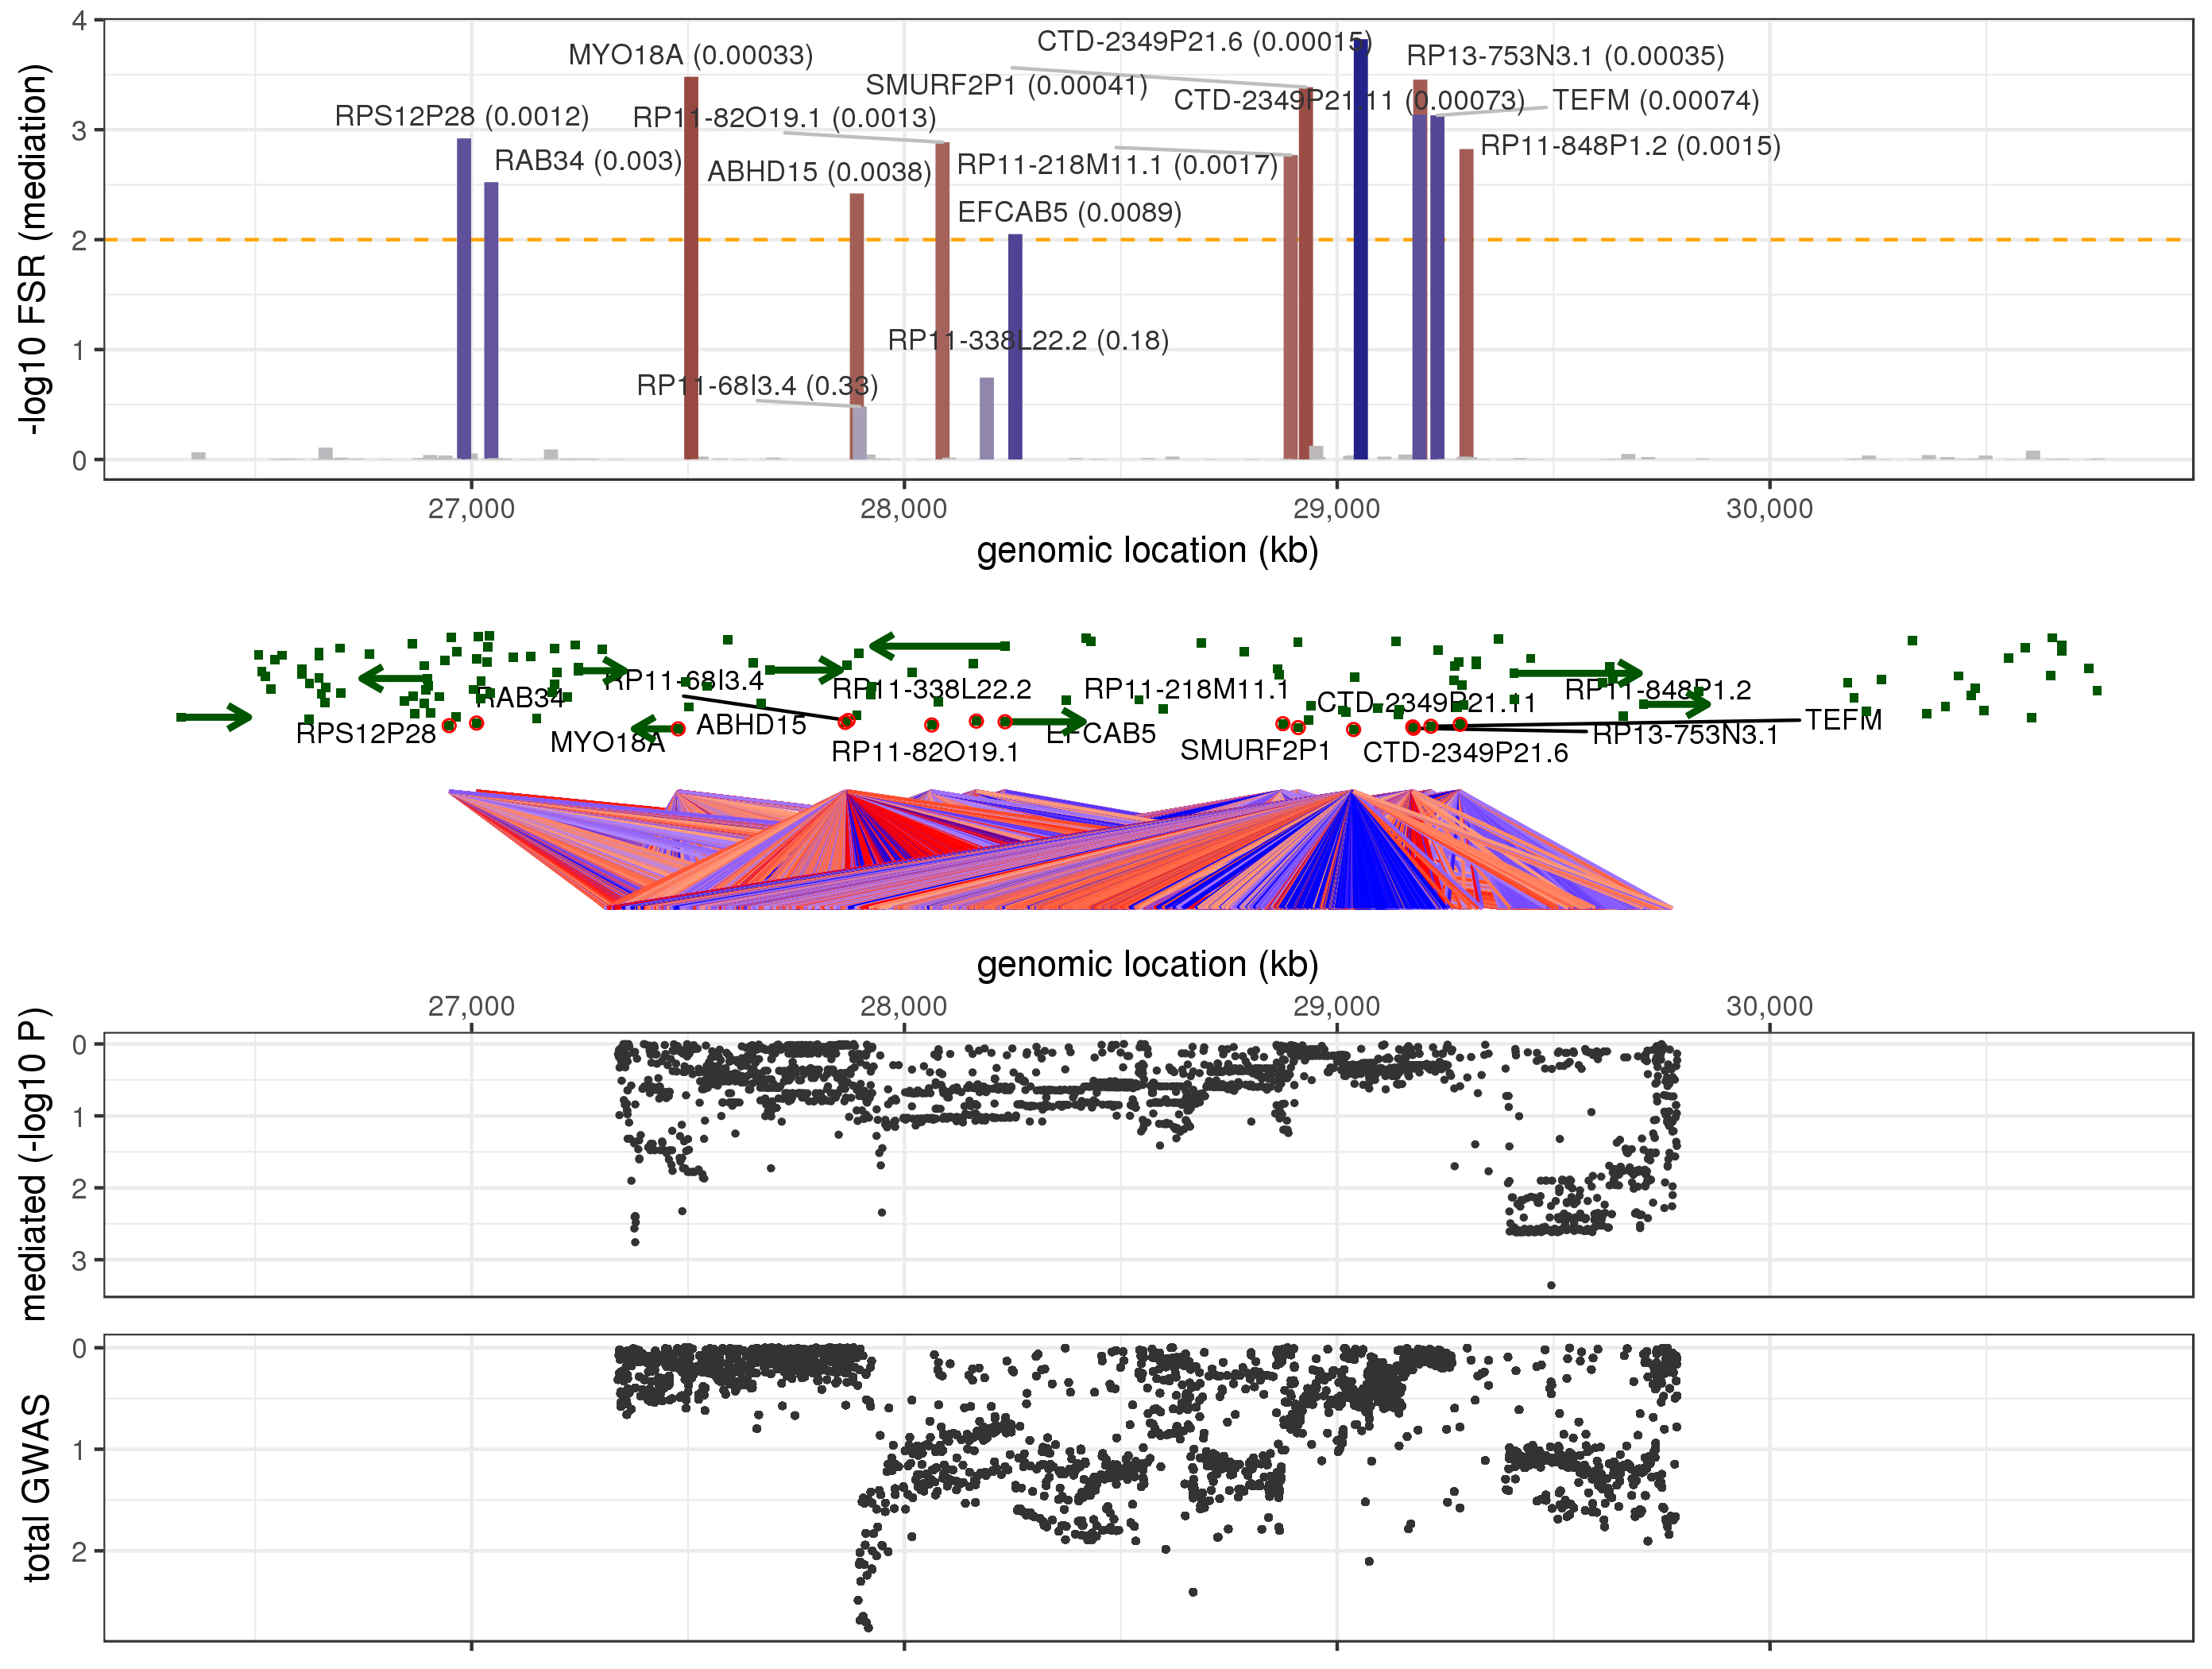 4
CTD-2349P21.6 (0.00015)
MYO18A (0.00033)
RP13-753N3.1 (0.00035)
SMURF2P1 (0.00041)
CTD-2349P21.11 (0.00073)
TEFM (0.00074)
RPS12P28 (0.0012)
RP11-82O19.1 (0.0013)
3
RP11-848P1.2 (0.0015)
RAB34 (0.003)
RP11-218M11.1 (0.0017)
ABHD15 (0.0038)
EFCAB5 (0.0089)
2
RP11-338L22.2 (0.18)
1
RP11-68I3.4 (0.33)
0
-log10 FSR (mediation)
27,000 28,000 29,000 30,000
genomic location (kb)
RP11-68I3.4
RP11-338L22.2
RP11-218M11.1
RP11-848P1.2
RAB34
CTD-2349P21.11
TEFM
ABHD15
RPS12P28
EFCAB5
RP13-753N3.1
MYO18A
RP11-82O19.1
SMURF2P1
CTD-2349P21.6
genomic location (kb)
27,000 28,000 29,000 30,000
0
1
2
3
mediated (-log10 P)
0
1
2
total GWAS